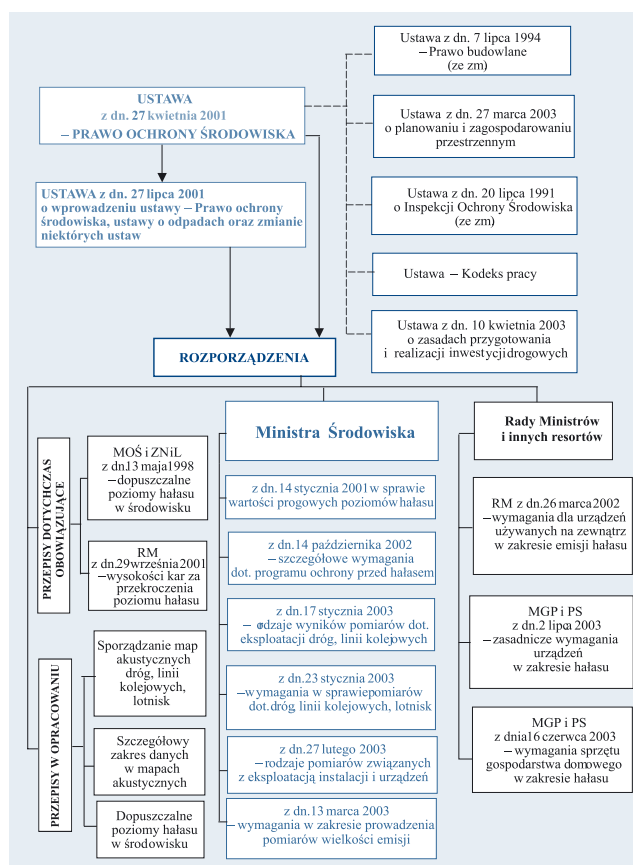 Ustawa z dn. 7 lipca 1994
– Prawo budowlane
(ze zm)
USTAWA
z dn. 27 kwietnia 2001
– PRAWO OCHRONY ŚRODOWISKA
Ustawa z dn. 27 marca 2003
o planowaniu i zagospodarowaniu
przestrzennym
USTAWA z dn. 27 lipca 2001
o wprowadzeniu ustawy – Prawo ochrony
środowiska, ustawy o odpadach oraz zmianie
niektórych ustaw
Ustawa z dn. 20 lipca 1991
o Inspekcji Ochrony Środowiska
(ze zm)
Ustawa – Kodeks pracy
Ustawa z dn. 10 kwietnia 2003
o zasadach przygotowania
i realizacji inwestycji drogowych
ROZPORZĄDZENIA
PRZEPISY DOTYCHCZAS
OBOWIĄZUJĄCE
MOŚ i ZNiL
z dn.13 maja1998
– dopuszczalne
poziomy hałasu
w środowisku
RM
z dn.29września 2001
– wysokości kar za
przekroczenia
poziomu hałasu
PRZEPISY W OPRACOWANIU
Sporządzanie map
akustycznych
dróg, linii
kolejowych,
lotnisk
Szczegółowy
zakres danych
w mapach
akustycznych
Dopuszczalne
poziomy hałasu
w środowisku
Ministra Środowiska
z dn.14 stycznia 2001 w sprawie
wartości progowych poziomów hałasu
z dn.14 października 2002
– szczegółowe wymagania
dot. programu ochrony przed hałasem
z dn.17 stycznia 2003
– rodzaje wyników pomiarów dot.
eksploatacji dróg, linii kolejowych
z dn.23 stycznia 2003
– wymagania w sprawiepomiarów
dot.dróg, linii kolejowych, lotnisk
z dn.27 lutego 2003
– rodzaje pomiarów związanych
z eksploatacją instalacji i urządzeń
z dn.13 marca 2003
– wymagania w zakresie prowadzenia
pomiarów wielkości emisji
Rady Ministrów
i innych resortów
RM z dn.26 marca 2002
– wymagania dla urządzeń
używanych na zewnątrz
w zakresie emisji hałasu
MGP i PS
z dn.2 lipca 2003
– zasadnicze wymagania
urządzeń
w zakresie hałasu
MGP i PS
z dnia16 czerwca 2003
– wymagania sprzętu
gospodarstwa domowego
w zakresie hałasu